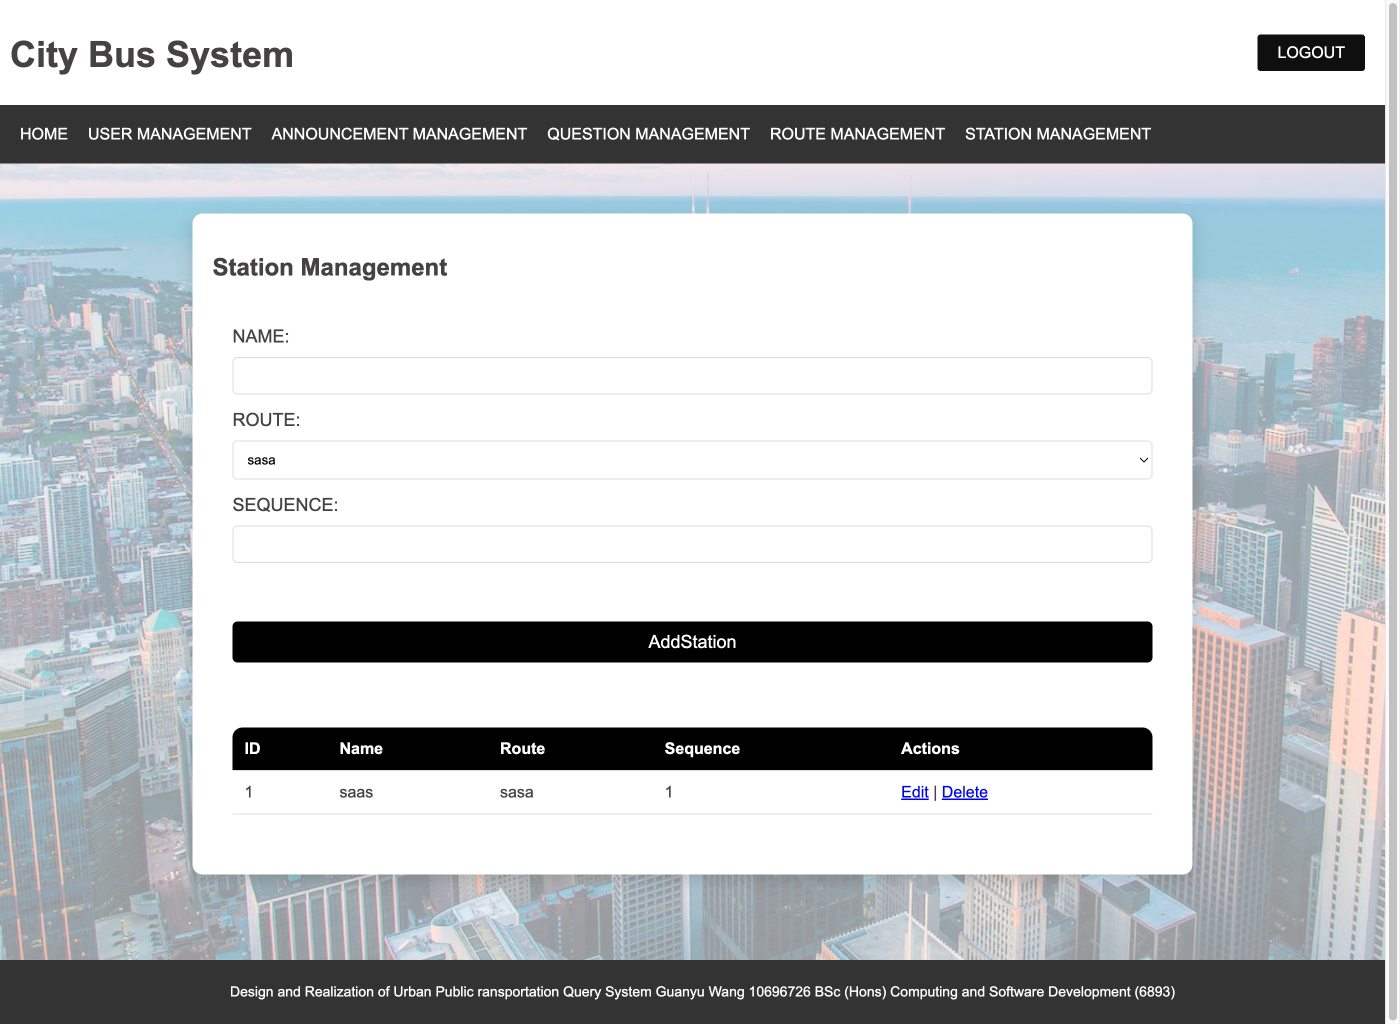 City Bus System
LOGOUT
HOME USER MANAGEMENT ANNOUNCEMENT MANAGEMENT QUESTION MANAGEMENT ROUTE MANAGEMENT STATION MANAGEMENT
Station Management
NAME:
ROUTE:
sasa
SEQUENCE:
AddStation
ID Name Route Sequence Actions
1 saas sasa 1 Edit | Delete
Design and Realization of Urban Public ransportation Query System Guanyu Wang 10696726 BSc (Hons) Computing and Software Development (6893)